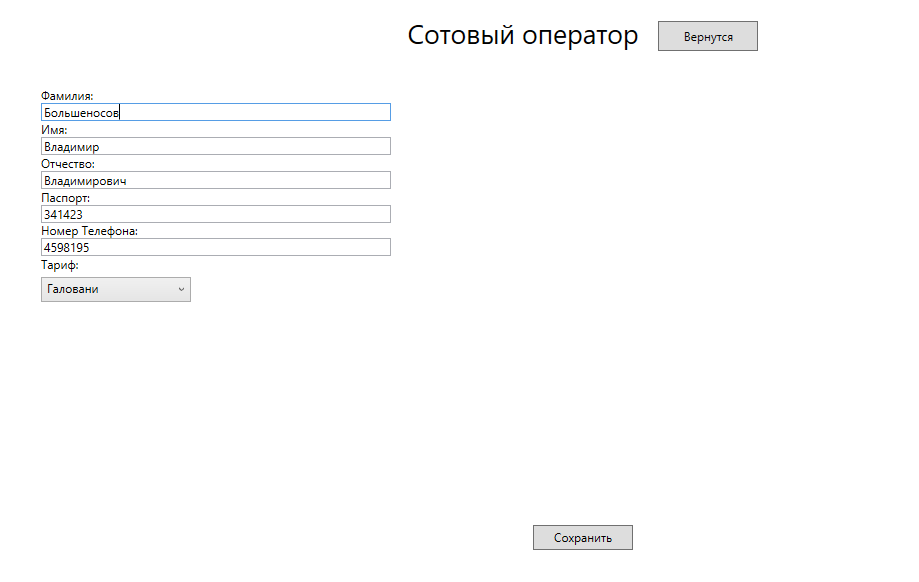 Сотовый оператор
Вернутся
Фамилия:
Большеносов
Имя:
Владимир
Отчество:
Владимирович
Паспорт:
341423
Номер Телефона:
4598195
Тариф:
Галовани
Сохранить